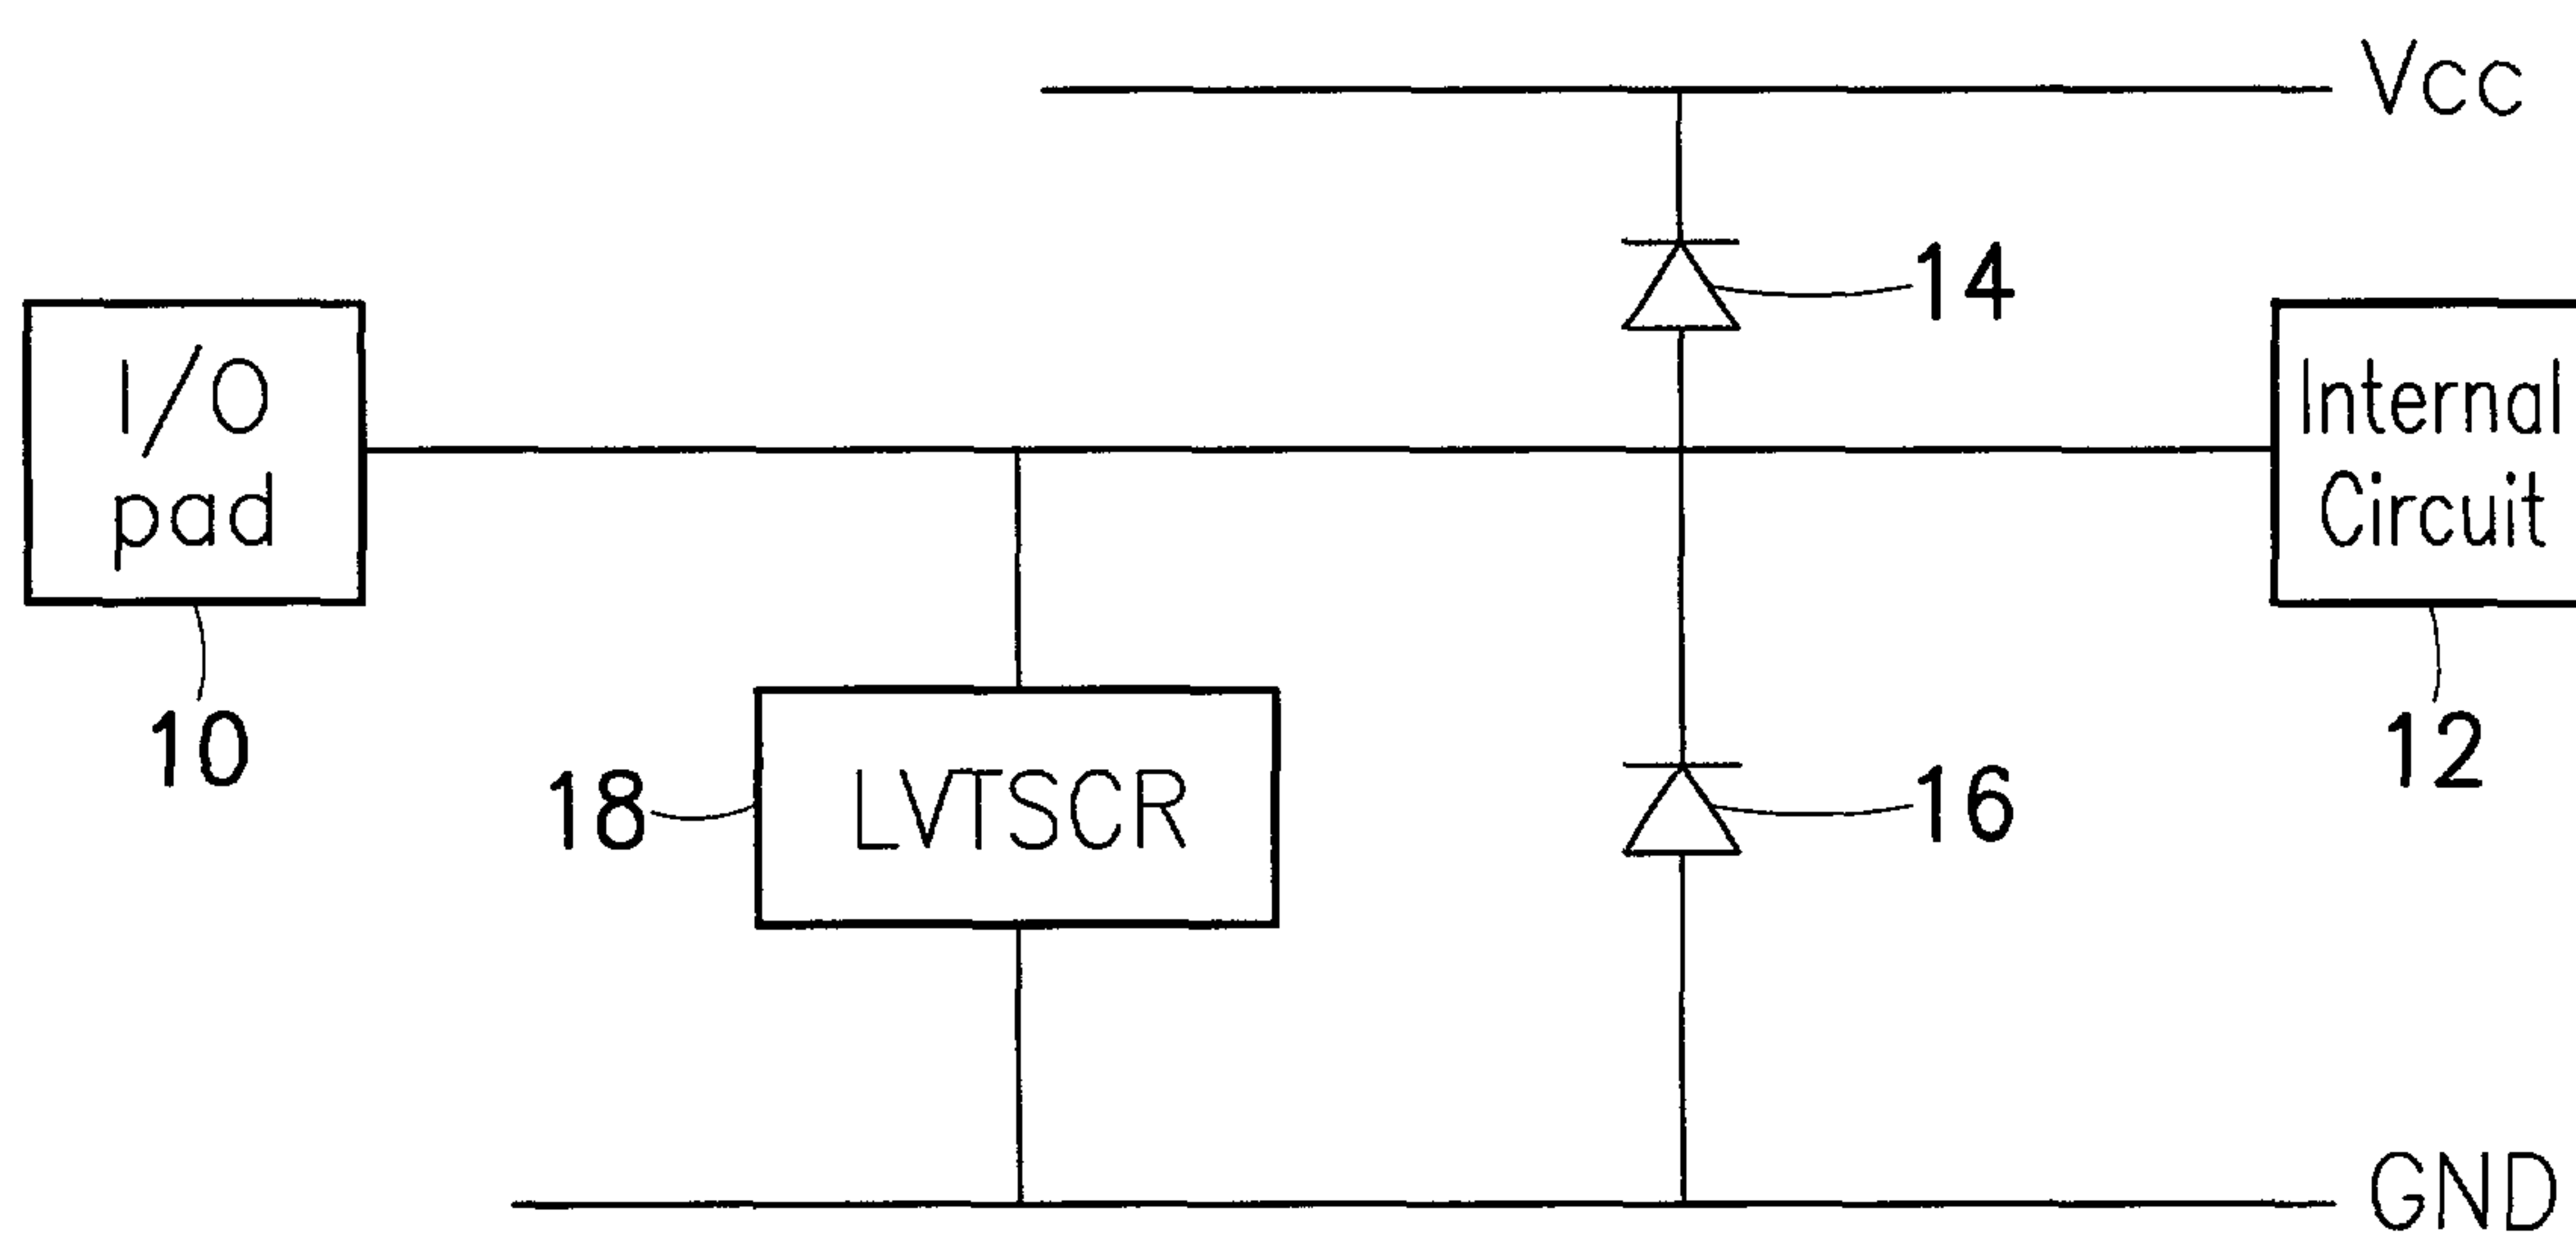 Vcc
14
I/O
pad
Internal
Circuit
10
12
18
LVTSCR
16
GND